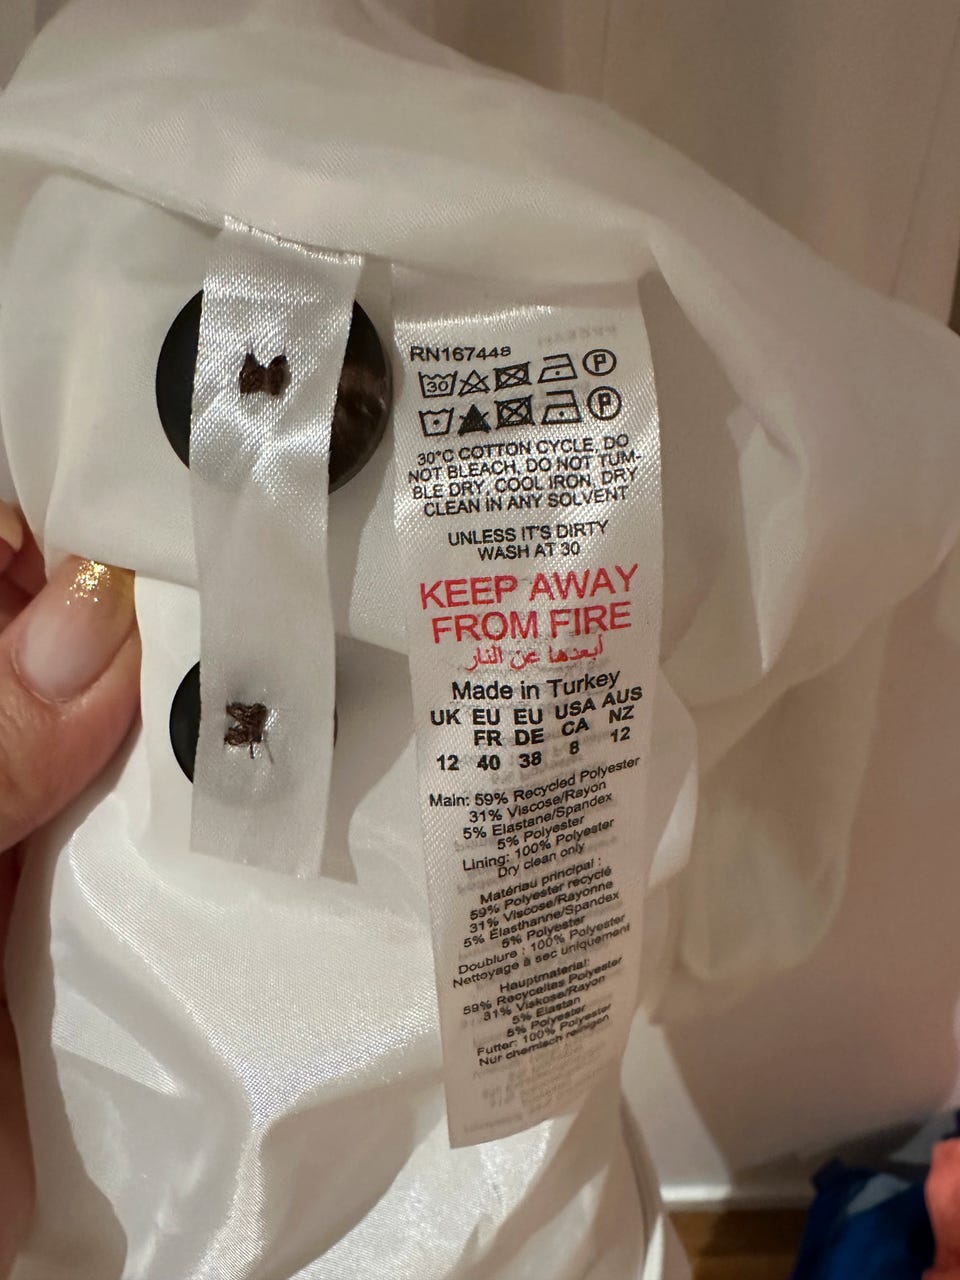 RN167448
30
30°C COTTON CYCLE, DO
NOT BLEACH, DO NOT TUM-
BLE DRY, COOL IRON, DRY
CLEAN IN ANY SOLVENT
UNLESS IT'S DIRTY
WASH AT 30
KEEP AWAY
FROM FIRE
أبعدها عن النار
Made in Turkey
UK EU EU USA AUS
FR DE CA NZ
12 40 38 8 12
Main: 59% Recycled Polyester
31% Viscose/Rayon
5% Elastane/Spandex
5% Polyester
Lining: 100% Polyester
Dry clean only
Matériau principal :
59% Polyester recyclé
31% Viscose/Rayonne
5% Élasthanne/Spandex
5% Polyester
Doublure : 100% Polyester
Nettoyage à sec uniquement
Hauptmaterial:
59% Recyceltes Polyester
31% Viskose/Rayon
5% Elastan
5% Polyester
Futter: 100% Polyester
Nur chemisch reinigen